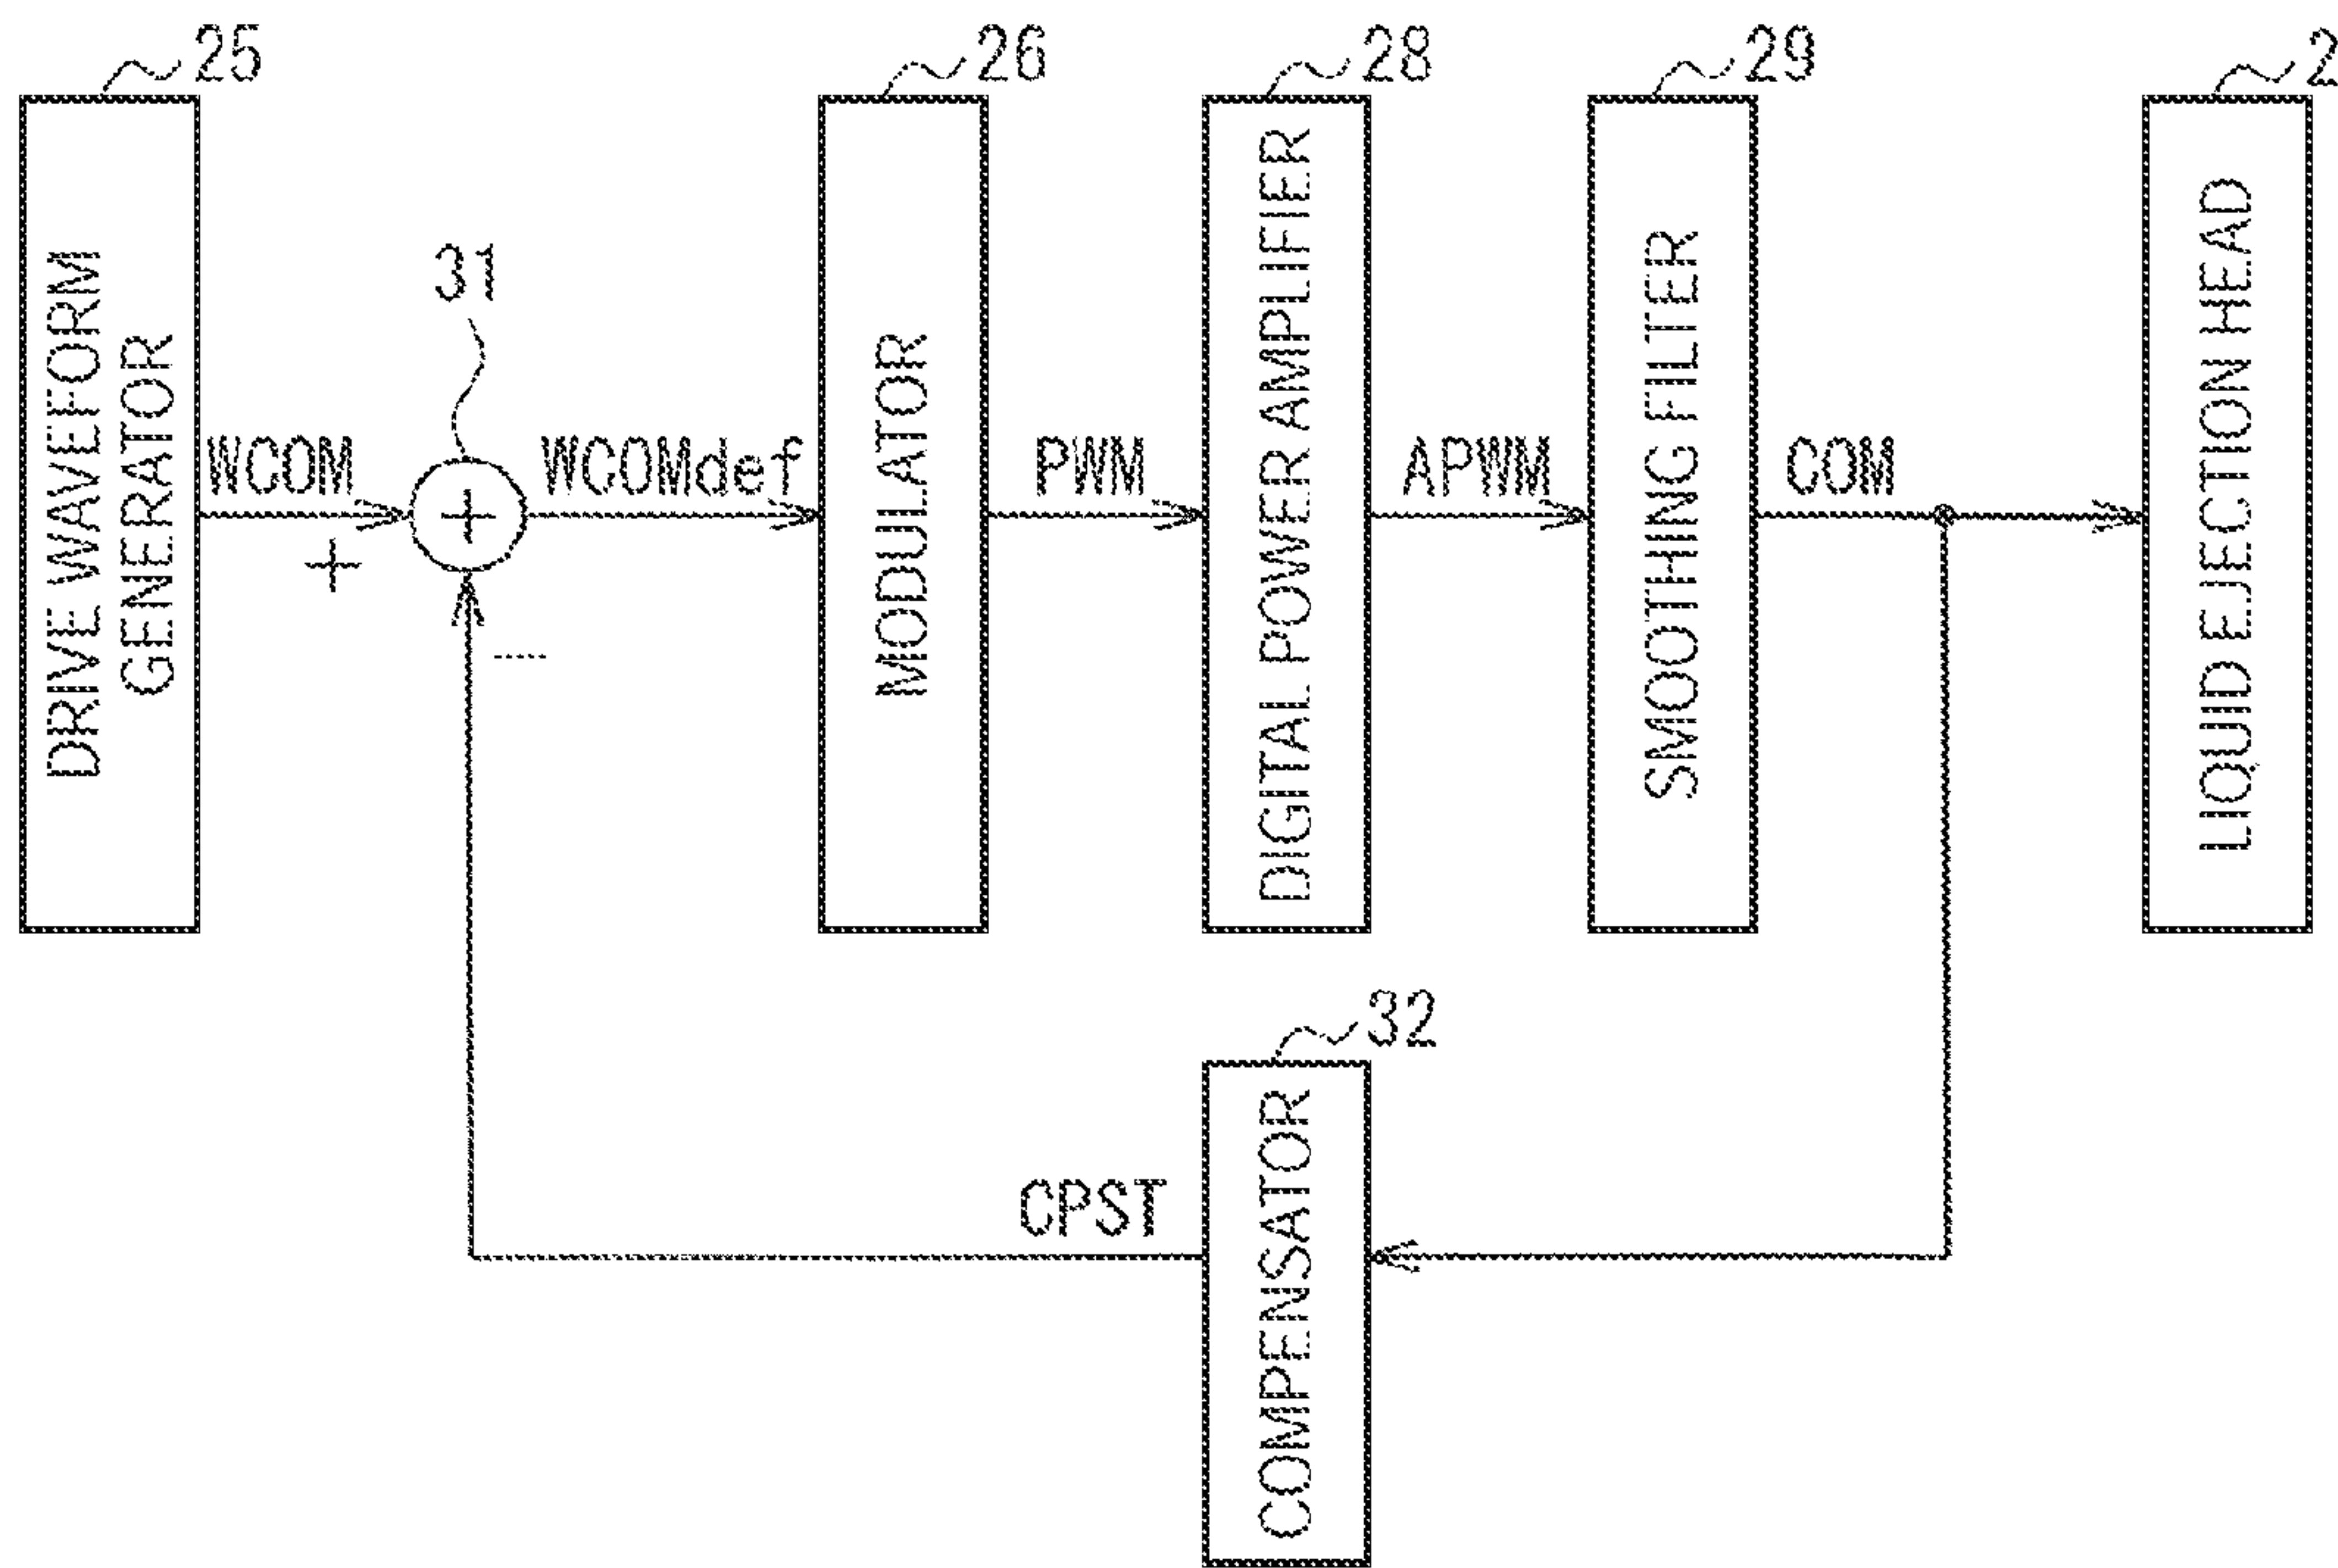 25
26
28
29
2
DRIVE WAVEFORM
GENERATOR
WCOM
+
31
+
-
WCOMdef
MODULATOR
PWM
DIGITAL POWER AMPLIFIER
APWM
SMOOTHING FILTER
COM
LIQUID EJECTION HEAD
32
CPST
COMPENSATOR